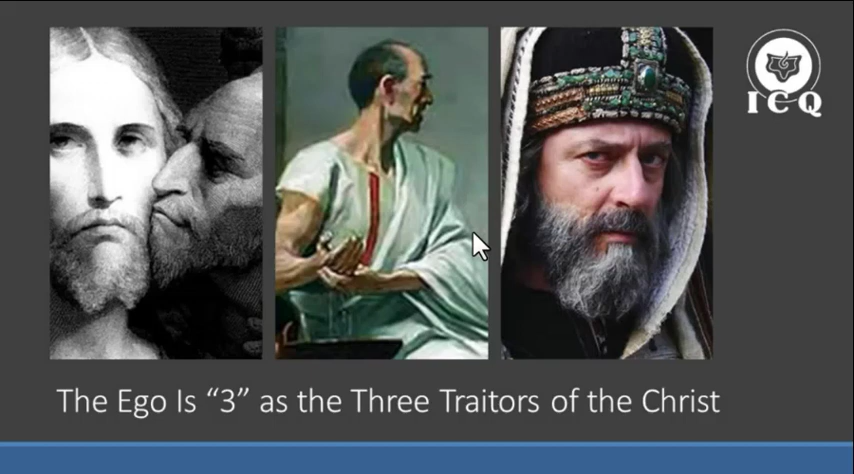 ICQ
The Ego Is “3” as the Three Traitors of the Christ